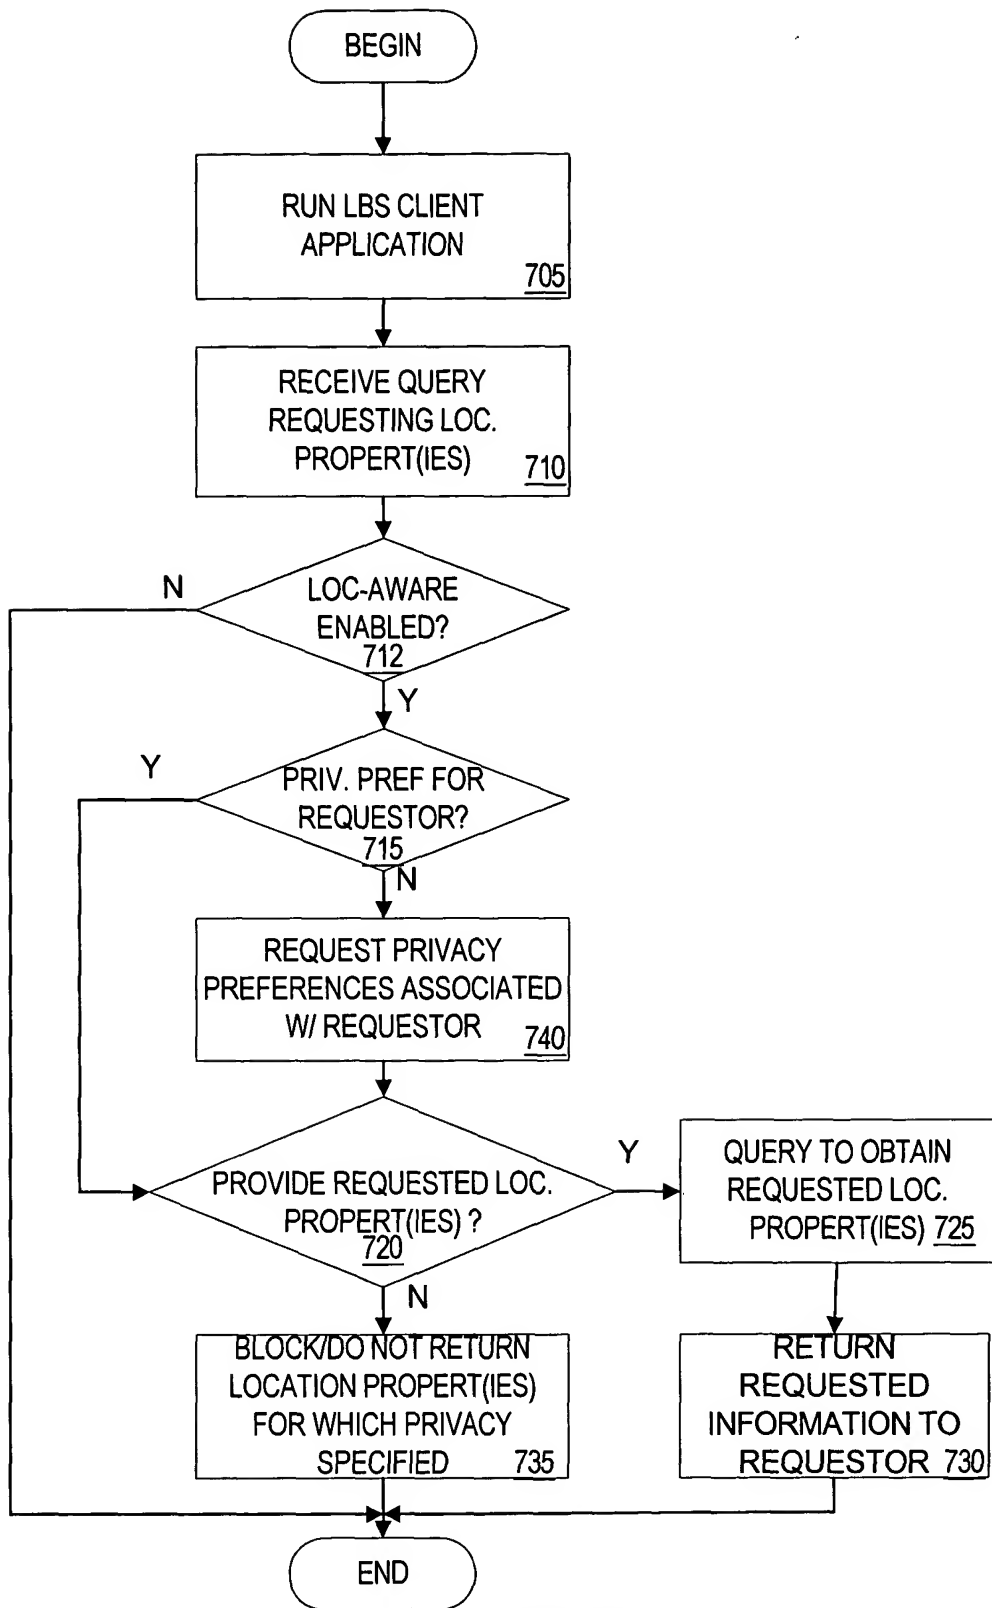 BEGIN
RUN LBS CLIENT
APPLICATION
705
RECEIVE QUERY
REQUESTING LOC.
PROPERT(IES)
710
N
LOC-AWARE
ENABLED?
712
Y
Y
PRIV. PREF FOR
REQUESTOR?
715
N
REQUEST PRIVACY
PREFERENCES ASSOCIATED
W/ REQUESTOR
740
PROVIDE REQUESTED LOC.
PROPERT(IES) ?
720
Y
QUERY TO OBTAIN
REQUESTED LOC.
PROPERT(IES) 725
N
BLOCK/DO NOT RETURN
LOCATION PROPERT(IES)
FOR WHICH PRIVACY
SPECIFIED 735
RETURN
REQUESTED
INFORMATION TO
REQUESTOR 730
END